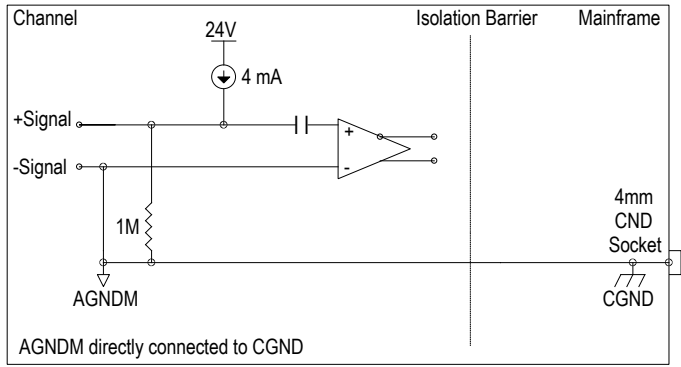 Channel
Isolation Barrier
Mainframe
24V
4 mA
+Signal
+
-Signal
-
1M
4mm
CND
Socket
AGNDM
CGND
AGNDM directly connected to CGND